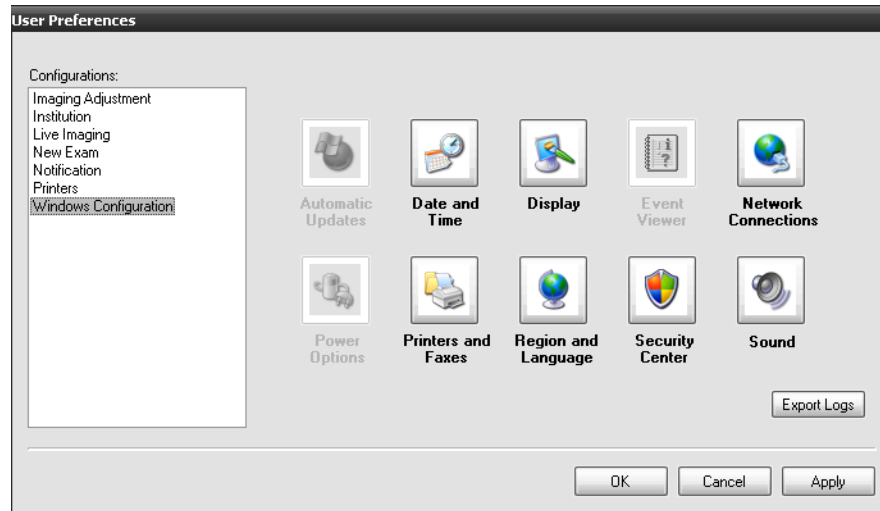 User Preferences
Configurations:
Imaging Adjustment
Institution
Live Imaging
New Exam
Notification
Printers
Windows Configuration
Automatic
Updates
Date and
Time
Display
Event
Viewer
Network
Connections
Power
Options
Printers and
Faxes
Region and
Language
Security
Center
Sound
Export Logs
OK
Cancel
Apply